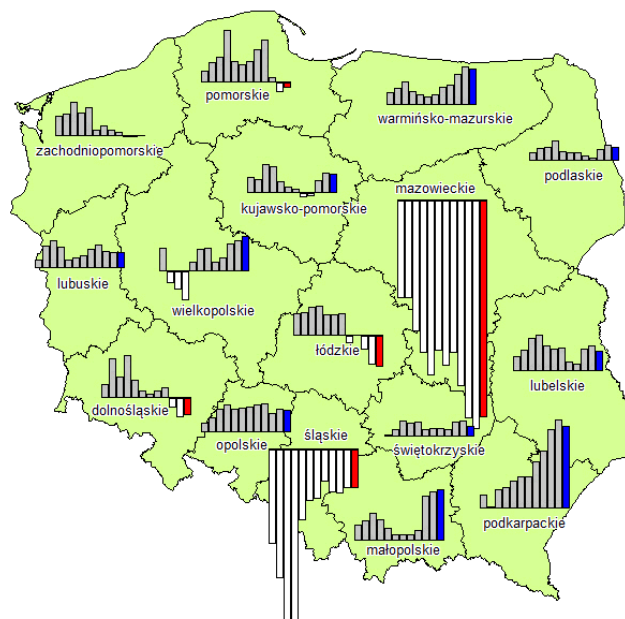 pomorskie
warmińsko-mazurskie
zachodniopomorskie
podlaskie
mazowieckie
kujawsko-pomorskie
lubuskie
wielkopolskie
łódzkie
lubelskie
dolnośląskie
opolskie
śląskie
świętokrzyskie
podkarpackie
małopolskie